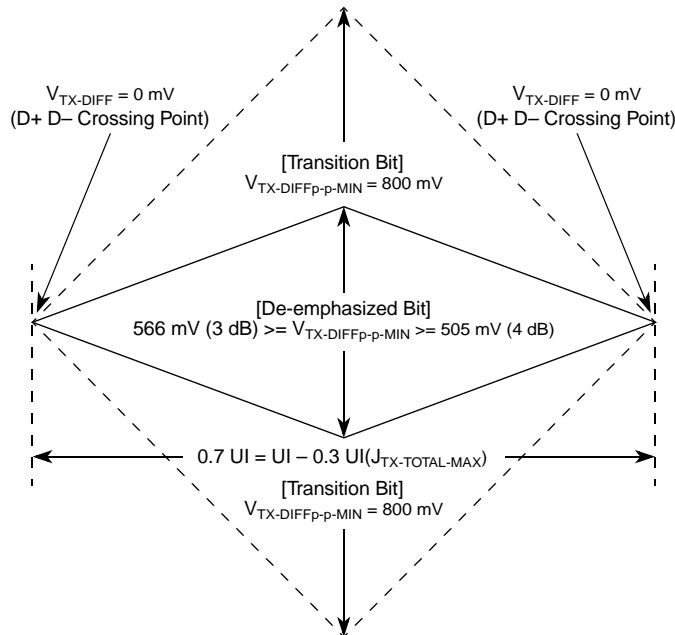 V_TX-DIFF = 0 mV
(D+ D– Crossing Point)
V_TX-DIFF = 0 mV
(D+ D– Crossing Point)
[Transition Bit]
V_TX-DIFFp-p-MIN = 800 mV
[De-emphasized Bit]
566 mV (3 dB) >= V_TX-DIFFp-p-MIN >= 505 mV (4 dB)
0.7 UI = UI – 0.3 UI(J_TX-TOTAL-MAX)
[Transition Bit]
V_TX-DIFFp-p-MIN = 800 mV